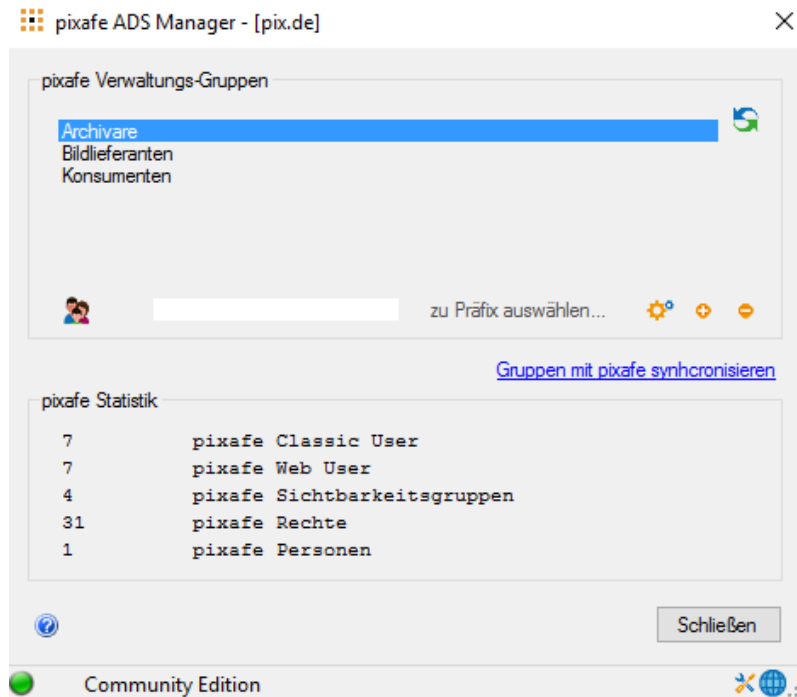 pixafe ADS Manager - [pix.de]
pixafe Verwaltungs-Gruppen
Archivare
Bildlieferanten
Konsumenten
zu Präfix auswählen...
Gruppen mit pixafe synhcronisieren
pixafe Statistik
7 pixafe Classic User
7 pixafe Web User
4 pixafe Sichtbarkeitsgruppen
31 pixafe Rechte
1 pixafe Personen
Schließen
Community Edition